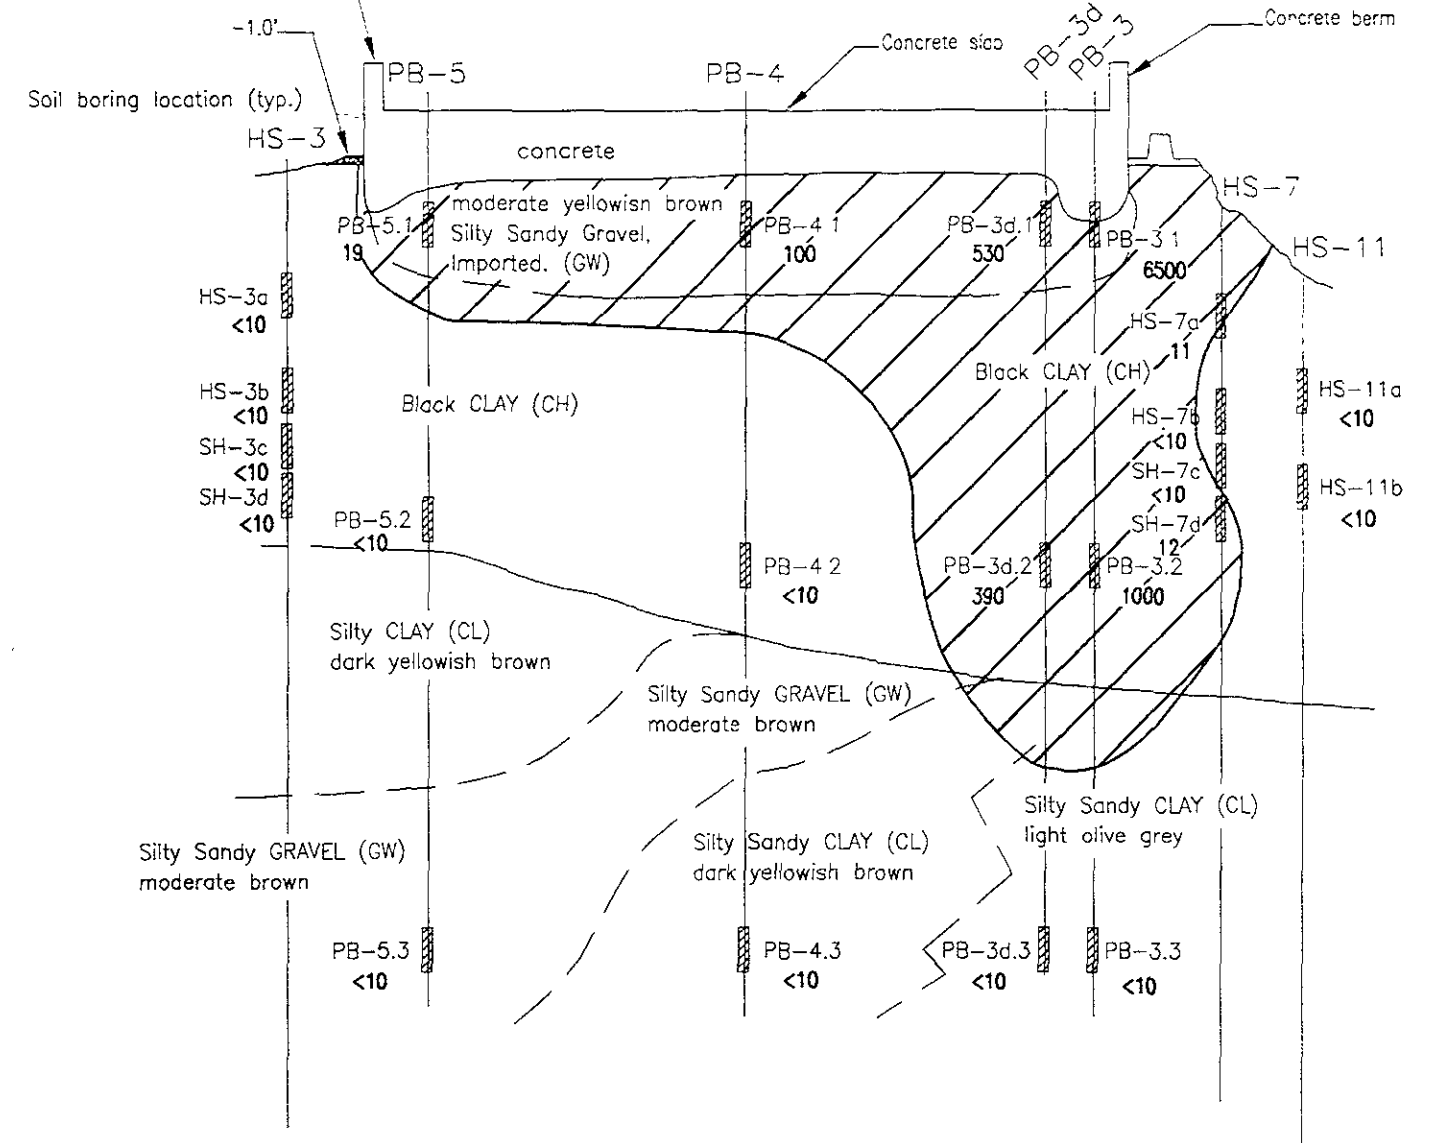 -1.0'
Concrete slab
PB-3d
PB-3
Concrete berm
PB-5
PB-4
Soil boring location (typ.)
HS-3
concrete
HS-7
moderate yellowish brown
Silty Sandy Gravel,
Imported. (GW)
PB-5.1
19
PB-4.1
100
PB-3d.1
530
PB-3.1
6500
HS-11
HS-3a
<10
HS-7a
11
Black CLAY (CH)
HS-3b
<10
Black CLAY (CH)
HS-7b
<10
HS-11a
<10
SH-3c
<10
SH-7c
<10
SH-3d
<10
HS-11b
<10
PB-5.2
<10
SH-7d
12
PB-4.2
<10
PB-3d.2
390
PB-3.2
1000
Silty CLAY (CL)
dark yellowish brown
Silty Sandy GRAVEL (GW)
moderate brown
Silty Sandy CLAY (CL)
light olive grey
Silty Sandy GRAVEL (GW)
moderate brown
Silty Sandy CLAY (CL)
dark yellowish brown
PB-5.3
<10
PB-4.3
<10
PB-3d.3
<10
PB-3.3
<10